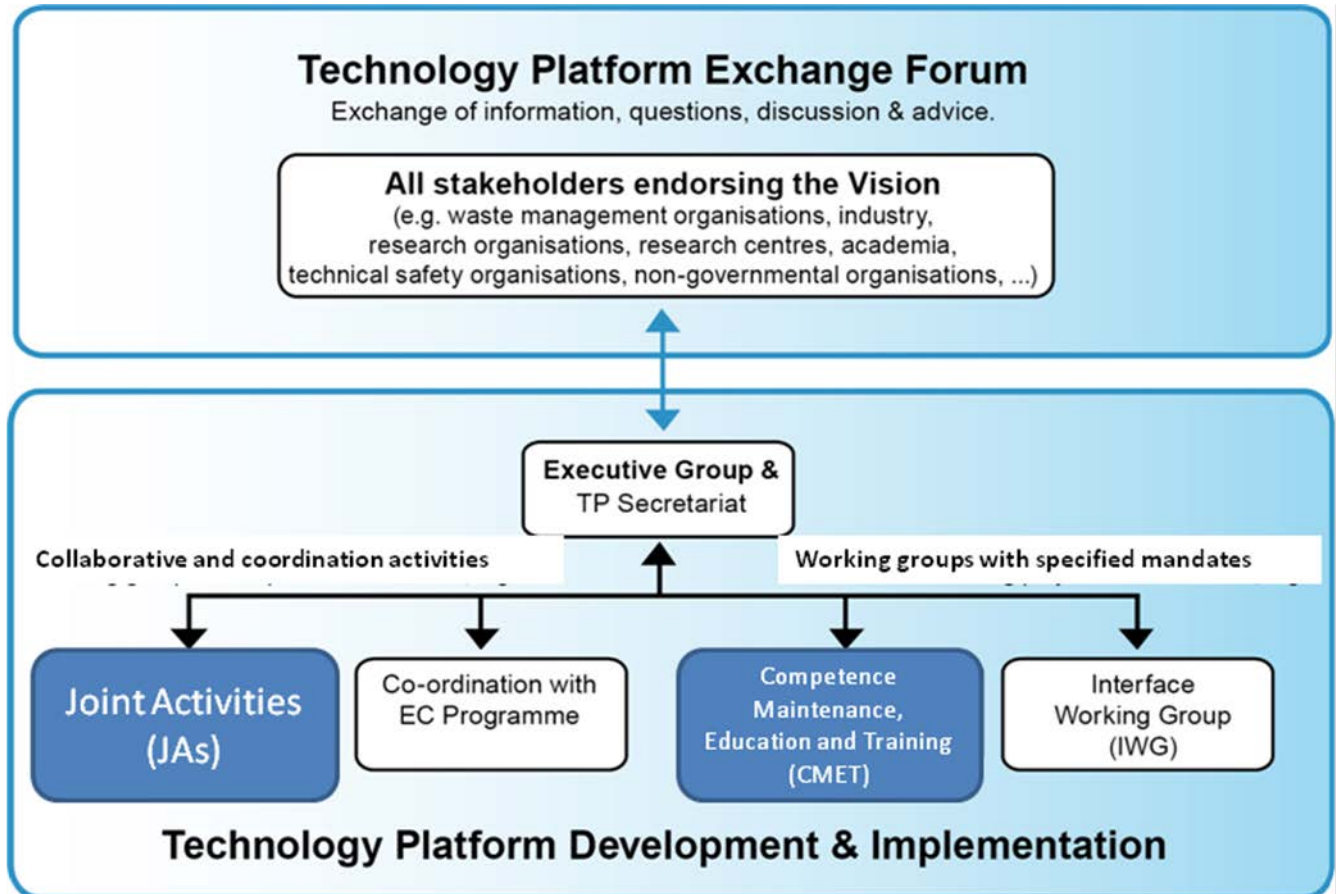 Technology Platform Exchange Forum
Exchange of information, questions, discussion & advice.
All stakeholders endorsing the Vision
(e.g. waste management organisations, industry,
research organisations, research centres, academia,
technical safety organisations, non-governmental organisations, ...)
Executive Group &
TP Secretariat
Collaborative and coordination activities
Working groups with specified mandates
Joint Activities
(JAs)
Co-ordination with
EC Programme
Competence
Maintenance,
Education and Training
(CMET)
Interface
Working Group
(IWG)
Technology Platform Development & Implementation